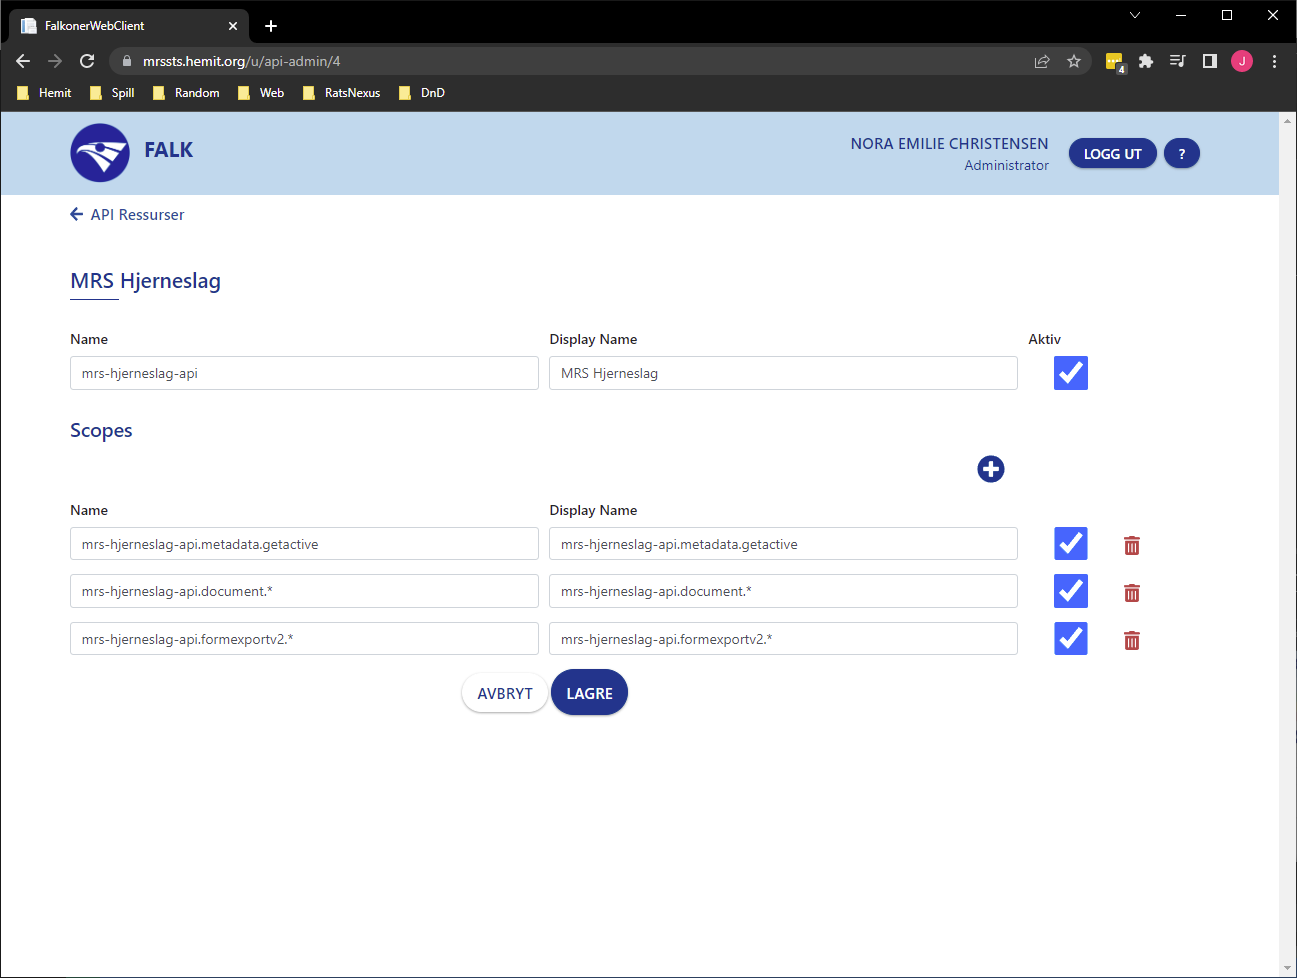 FalkonerWebClient
mrssts.hemit.org/u/api-admin/4
4
J
Hemit Spill Random Web RatsNexus DnD
FALK
NORA EMILIE CHRISTENSEN
Administrator
LOGG UT
?
API Ressurser
MRS Hjerneslag
Name Display Name Aktiv
mrs-hjerneslag-api MRS Hjerneslag
Scopes
Name Display Name
mrs-hjerneslag-api.metadata.getactive mrs-hjerneslag-api.metadata.getactive
mrs-hjerneslag-api.document.* mrs-hjerneslag-api.document.*
mrs-hjerneslag-api.formexportv2.* mrs-hjerneslag-api.formexportv2.*
AVBRYT LAGRE